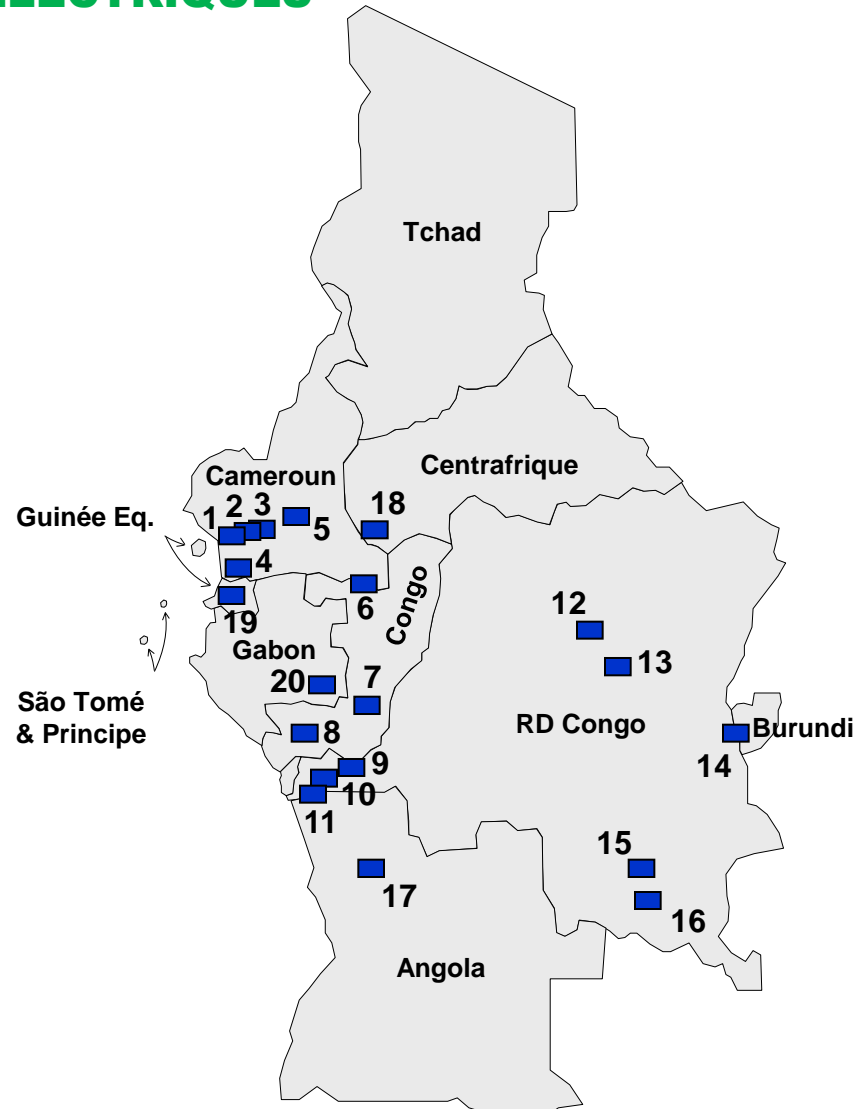 ELECTRIQUES
Tchad
Centrafrique
Cameroun
18
2
3
1
5
Guinée Eq.
4
Congo
6
19
12
Gabon
13
20
7
São Tomé
& Principe
8
RD Congo
Burundi
14
9
10
11
15
17
16
Angola